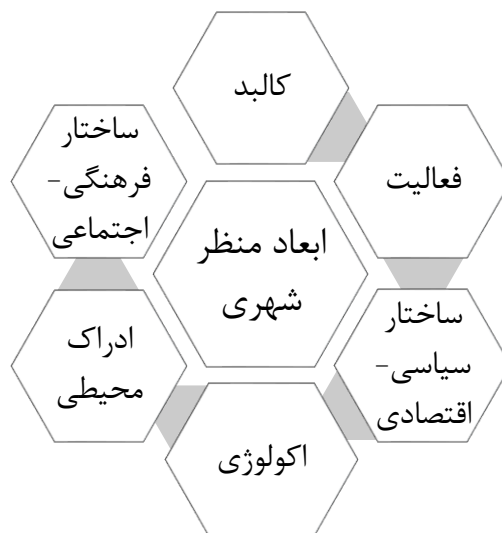 کالبد
فعالیت
ساختار
سیاسی-
اقتصادی
اکولوژی
ادراک
محیطی
ساختار
فرهنگی-
اجتماعی
ابعاد منظر
شهری